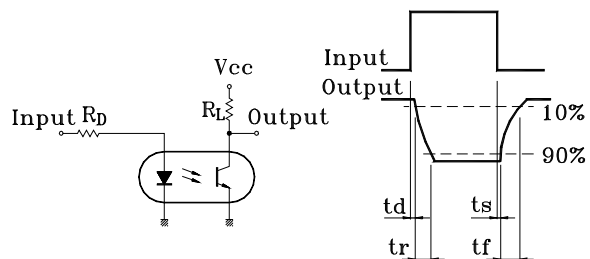 Vcc
RL
Input RD
Output
Input
Output
10%
90%
td
ts
tr
tf